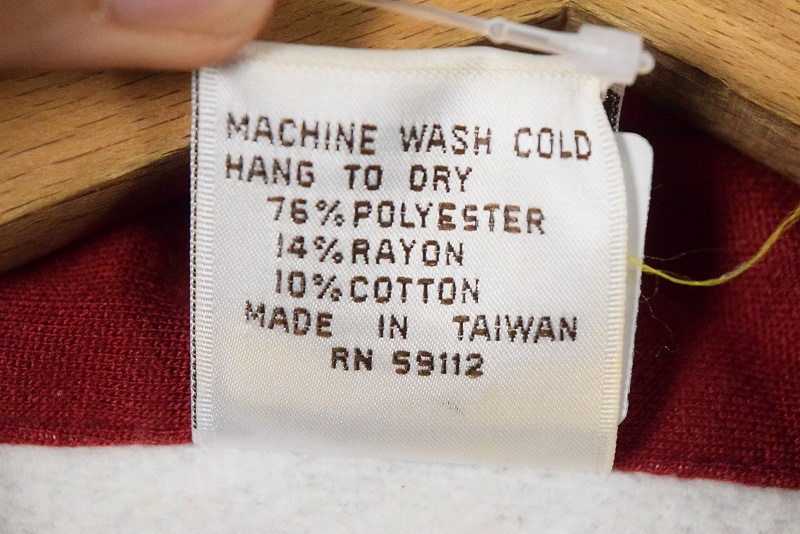 MACHINE WASH COLD
HANG TO DRY
76% POLYESTER
14% RAYON
10% COTTON
MADE IN TAIWAN
RN 59112